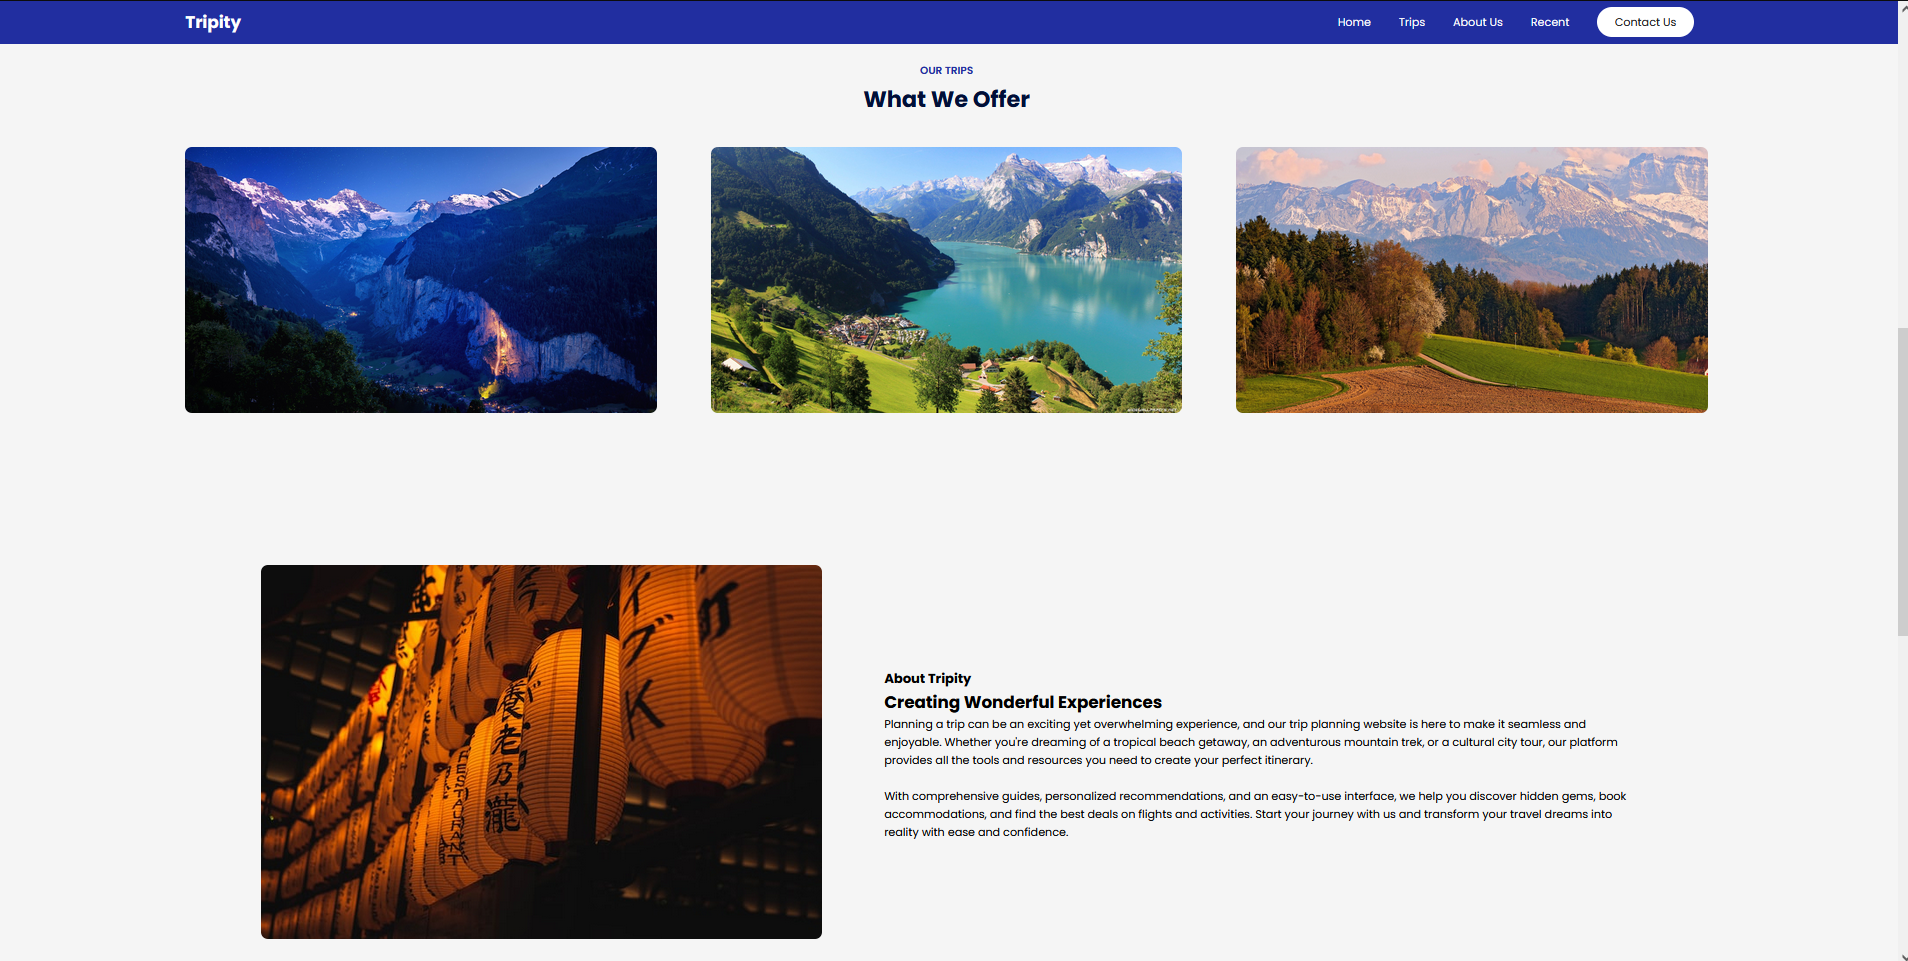 Tripity
Home Trips About Us Recent Contact Us
OUR TRIPS
What We Offer
About Tripity
Creating Wonderful Experiences
Planning a trip can be an exciting yet overwhelming experience, and our trip planning website is here to make it seamless and
enjoyable. Whether you're dreaming of a tropical beach getaway, an adventurous mountain trek, or a cultural city tour, our platform
provides all the tools and resources you need to create your perfect itinerary.
With comprehensive guides, personalized recommendations, and an easy-to-use interface, we help you discover hidden gems, book
accommodations, and find the best deals on flights and activities. Start your journey with us and transform your travel dreams into
reality with ease and confidence.
養老乃瀧